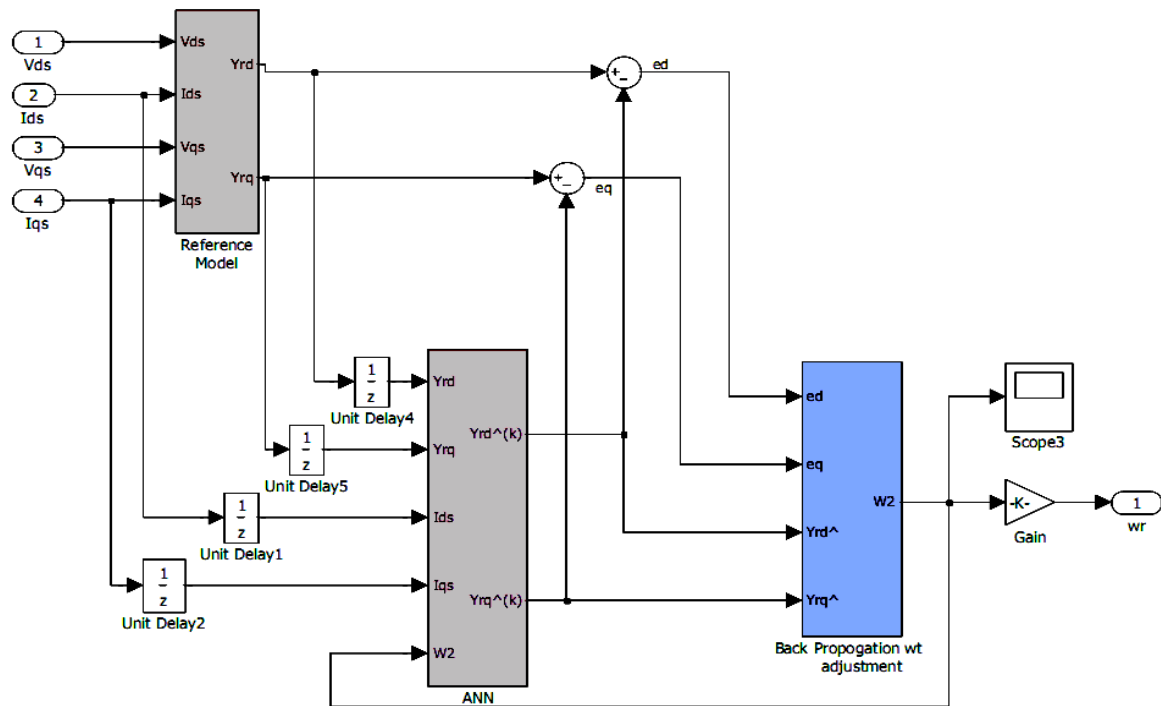 1
Vds
2
Ids
3
Vqs
4
Iqs
Vds
Ids
Vqs
Iqs
Yrd
Yrq
Reference
Model
+
-
ed
+
-
eq
1
z
Unit Delay4
1
z
Unit Delay5
1
z
Unit Delay1
1
z
Unit Delay2
Yrd
Yrq
Ids
Iqs
W2
Yrd^(k)
Yrq^(k)
ANN
ed
eq
Yrd^
Yrq^
W2
Back Propogation wt
adjustment
Scope3
-K-
Gain
1
wr